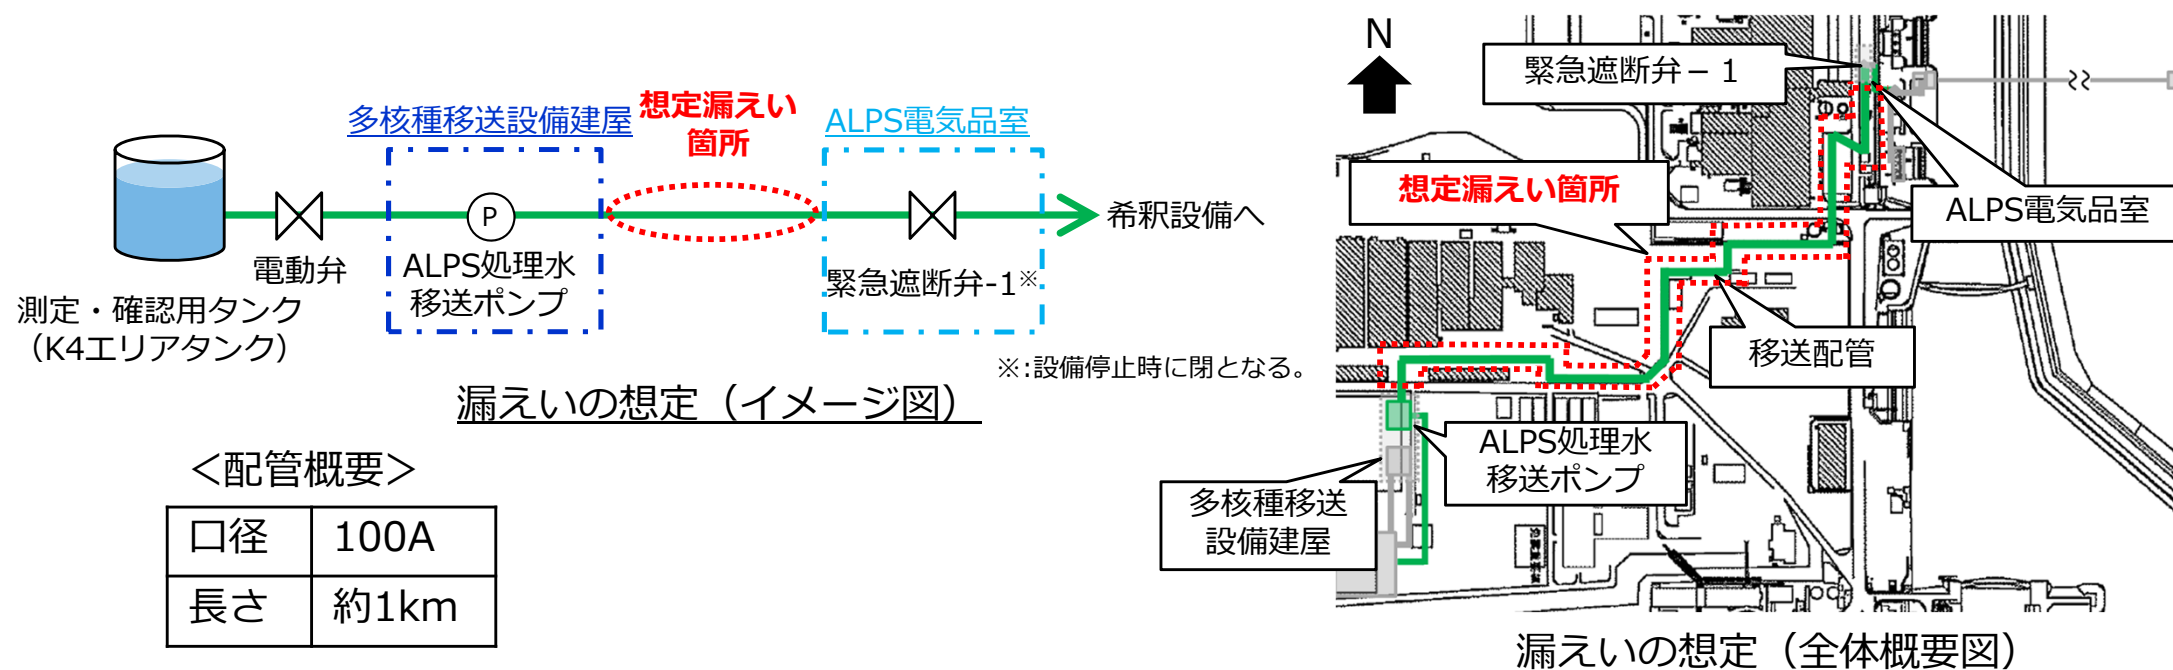 多核種移送設備建屋
想定漏えい
箇所
ALPS電気品室
P
希釈設備へ
電動弁
ALPS処理水
移送ポンプ
緊急遮断弁-1※
測定・確認用タンク
（K4エリアタンク）
※:設備停止時に閉となる。
漏えいの想定（イメージ図）
＜配管概要＞
口径 100A
長さ 約1km
N
緊急遮断弁－1
想定漏えい箇所
ALPS電気品室
移送配管
ALPS処理水
移送ポンプ
多核種移送
設備建屋
漏えいの想定（全体概要図）